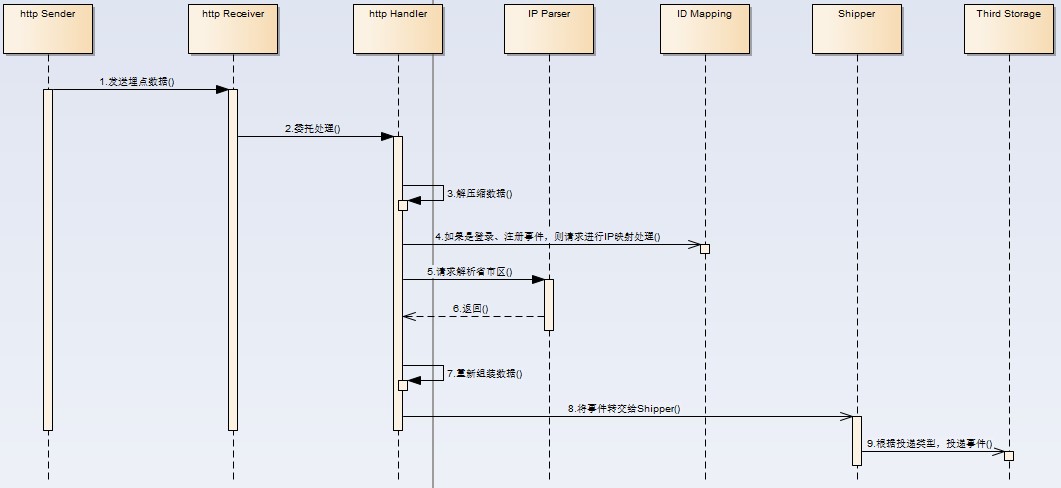 http Sender
http Receiver
http Handler
IP Parser
ID Mapping
Shipper
Third Storage
1.发送埋点数据()
2.委托处理()
3.解压缩数据()
4.如果是登录、注册事件，则请求进行IP映射处理()
5.请求解析省市区()
6.返回()
7.重新组装数据()
8.将事件转交给Shipper()
9.根据投递类型，投递事件()